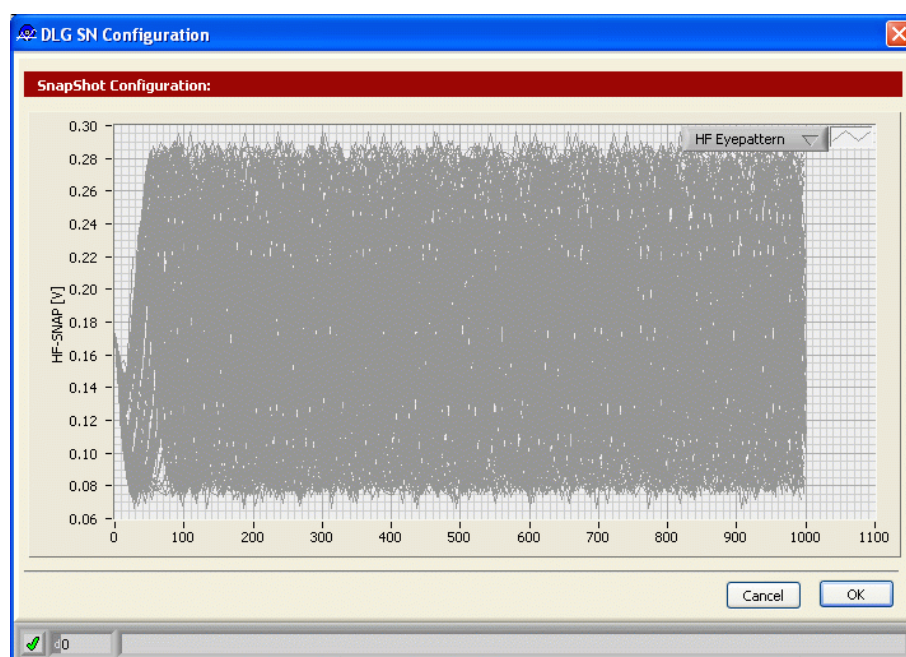 DLG SN Configuration
SnapShot Configuration:
HF Eyepattern
HF-SNAP [V]
0.30
0.28
0.26
0.24
0.22
0.20
0.18
0.16
0.14
0.12
0.10
0.08
0.06
0 100 200 300 400 500 600 700 800 900 1000 1100
Cancel OK
d0